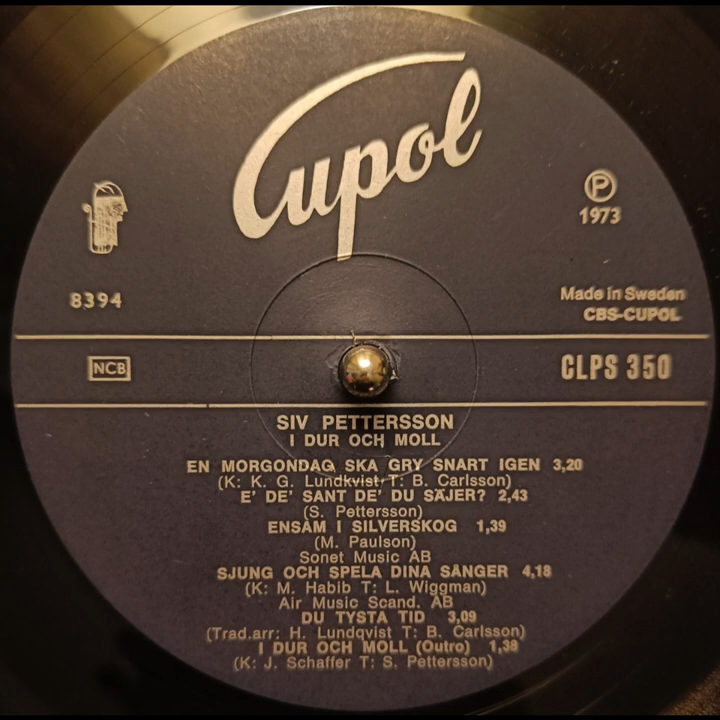 Cupol
Ⓟ
1973
8394
Made in Sweden
CBS-CUPOL
NCB
CLPS 350
SIV PETTERSSON
I DUR OCH MOLL
EN MORGONDAG SKA GRY SNART IGEN 3,20
(K: K. G. Lundkvist T: B. Carlsson)
E' DE' SANT DE' DU SÄJER? 2,43
(S. Pettersson)
ENSAM I SILVERSKOG 1,39
(M. Paulson)
Sonet Music AB
SJUNG OCH SPELA DINA SÅNGER 4,18
(K: M. Habib T: L. Wiggman)
Air Music Scand. AB
DU TYSTA TID 3,09
(Trad.arr: H. Lundqvist T: B. Carlsson)
I DUR OCH MOLL (Outro) 1,38
(K: J. Schaffer T: S. Pettersson)